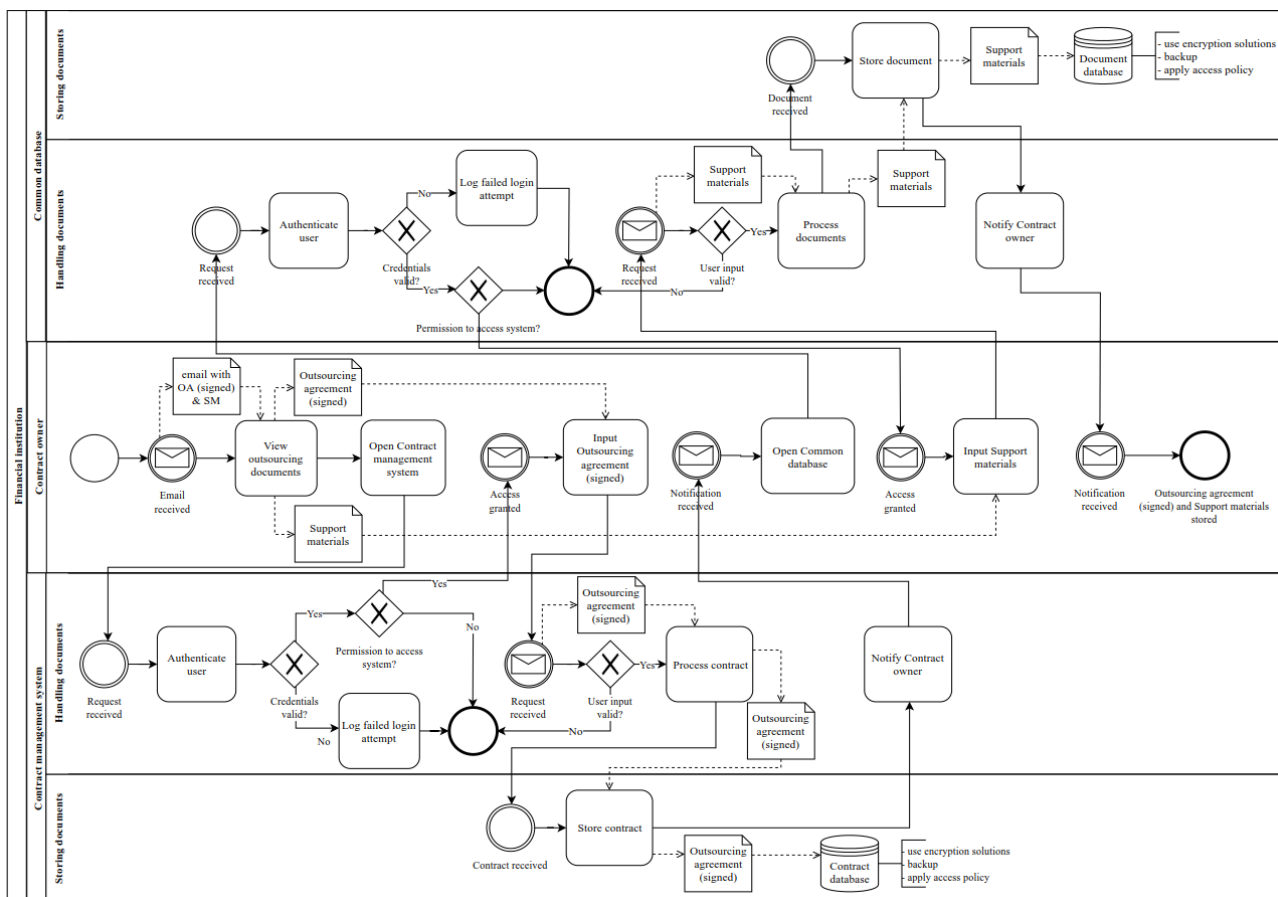 Financial institution
Common database
Storing documents
Document
received
Store document
Support
materials
Document
database
- use encryption solutions
- backup
- apply access policy
Handling documents
Request
received
Authenticate
user
Credentials
valid?
No
Log failed login
attempt
Yes
Permission to access system?
Request
received
Support
materials
User input
valid?
Yes
No
Process
documents
Support
materials
Notify Contract
owner
Contract owner
Email
received
email with
OA (signed)
& SM
View
outsourcing
documents
Outsourcing
agreement
(signed)
Support
materials
Open Contract
management
system
Access
granted
Input
Outsourcing
agreement
(signed)
Notification
received
Open Common
database
Access
granted
Input Support
materials
Notification
received
Outsourcing agreement
(signed) and Support materials
stored
Contract management system
Handling documents
Request
received
Authenticate
user
Credentials
valid?
Yes
No
Permission to access
system?
Yes
No
Log failed login
attempt
Request
received
Outsourcing
agreement
(signed)
User input
valid?
Yes
No
Process contract
Outsourcing
agreement
(signed)
Notify Contract
owner
Storing documents
Contract received
Store contract
Outsourcing
agreement
(signed)
Contract
database
- use encryption solutions
- backup
- apply access policy